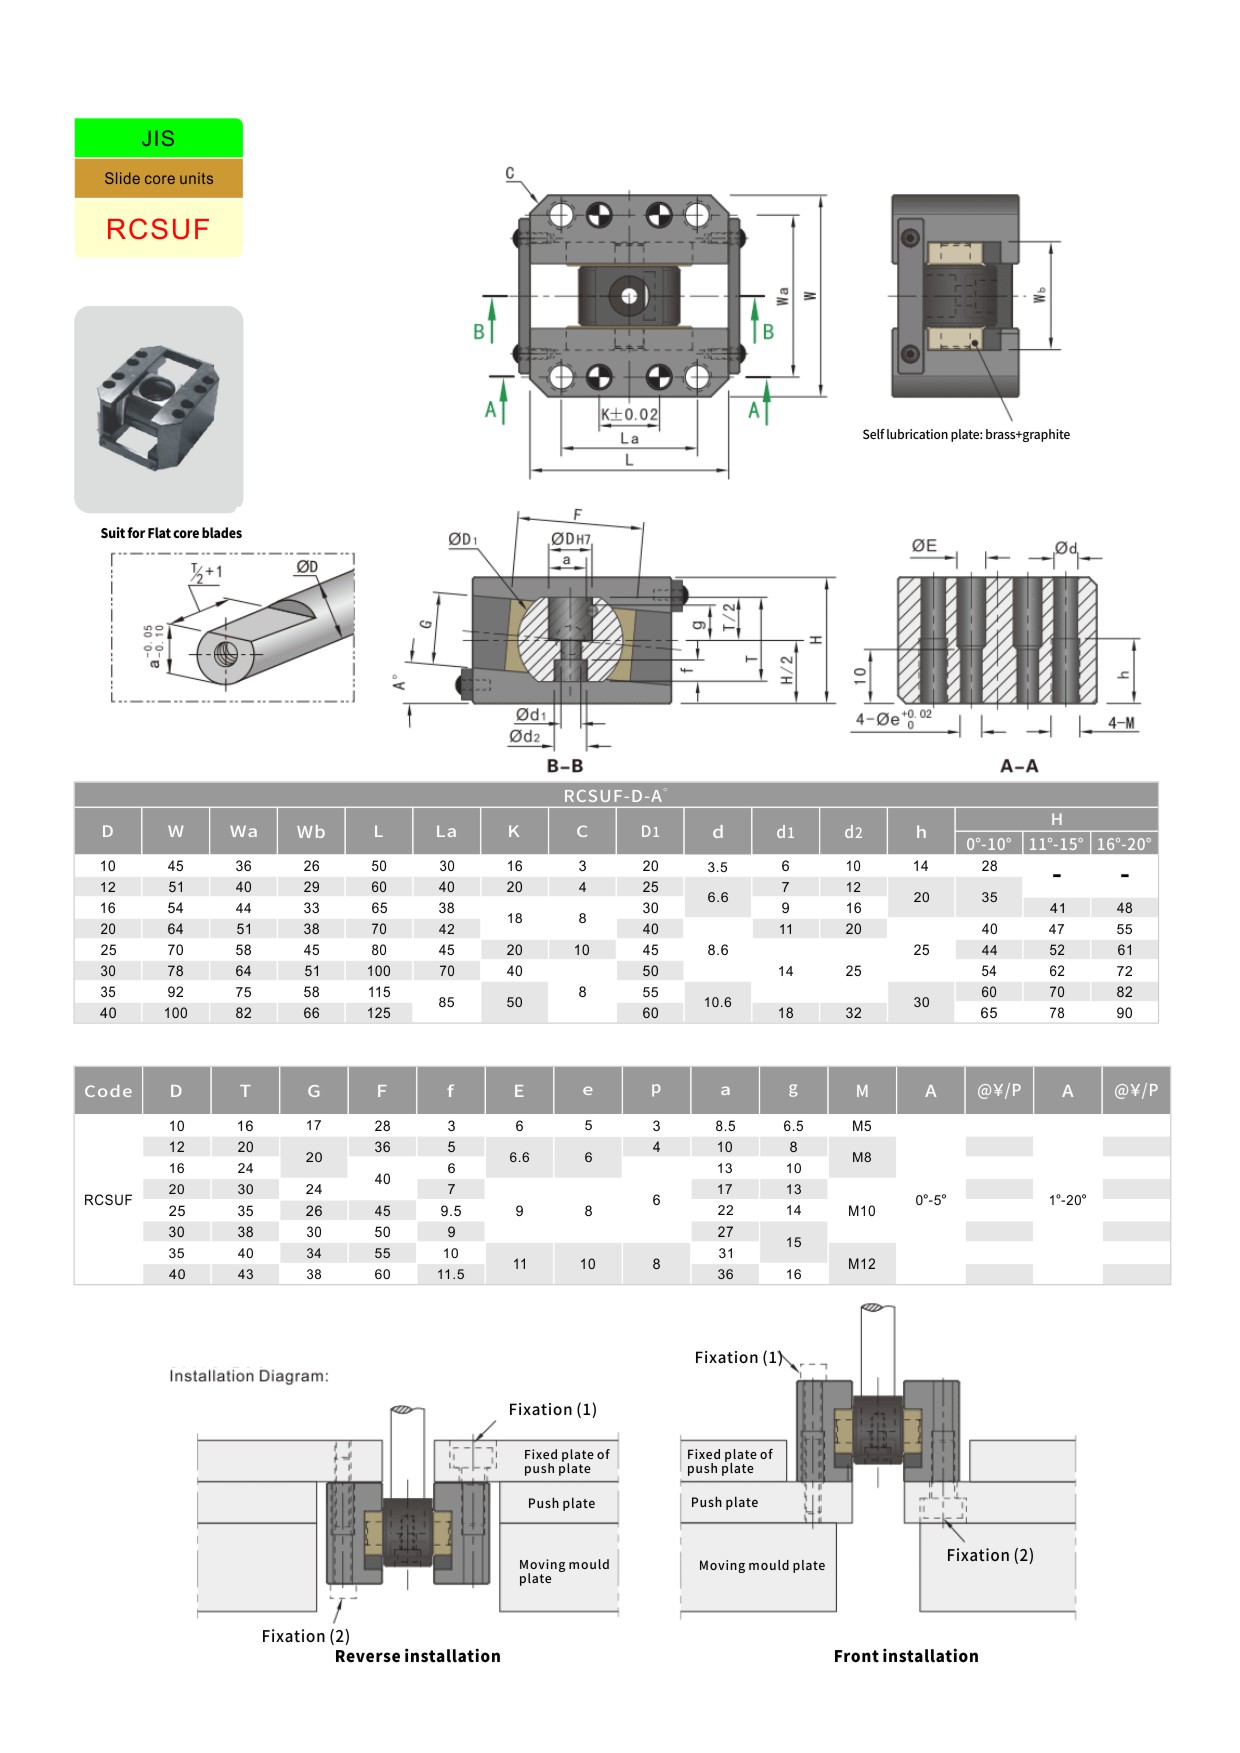 JIS
Slide core units
RCSUF
C
B B
A A
K±0.02
La
L
Wa
W
Wb
Self lubrication plate: brass+graphite
Suit for Flat core blades
T/2+1
ØD
a-0.05 -0.10
F
ØD1
ØDH7
a
G
A°
g
T/2
f
T
H/2
H
Ød1
Ød2
B-B
ØE
Ød
10
h
4-Øe+0.02 0
4-M
A-A
RCSUF-D-A°
D W Wa Wb L La K C D1 d d1 d2 h H
0°-10° 11°-15° 16°-20°
10 45 36 26 50 30 16 3 20 3.5 6 10 14 28 - -
12 51 40 29 60 40 20 4 25 6.6 7 12 20 35
16 54 44 33 65 38 18 8 30 9 16 41 48
20 64 51 38 70 42 40 11 20 40 47 55
25 70 58 45 80 45 20 10 45 8.6 25 44 52 61
30 78 64 51 100 70 40 50 14 25 54 62 72
35 92 75 58 115 85 50 8 55 10.6 30 60 70 82
40 100 82 66 125 60 18 32 65 78 90
Code D T G F f E e p a g M A @¥/P A @¥/P
10 16 17 28 3 6 5 3 8.5 6.5 M5
12 20 20 36 5 6.6 6 4 10 8 M8
16 24 40 6 13 10
20 30 24 7 6 17 13
RCSUF 25 35 26 45 9.5 9 8 22 14 M10 0°-5° 1°-20°
30 38 30 50 9 27 15
35 40 34 55 10 11 10 8 31 M12
40 43 38 60 11.5 36 16
Installation Diagram:
Fixation (1)
Fixed plate of
push plate
Push plate
Moving mould
plate
Fixation (2)
Reverse installation
Fixation (1)
Fixed plate of
push plate
Push plate
Moving mould plate
Fixation (2)
Front installation